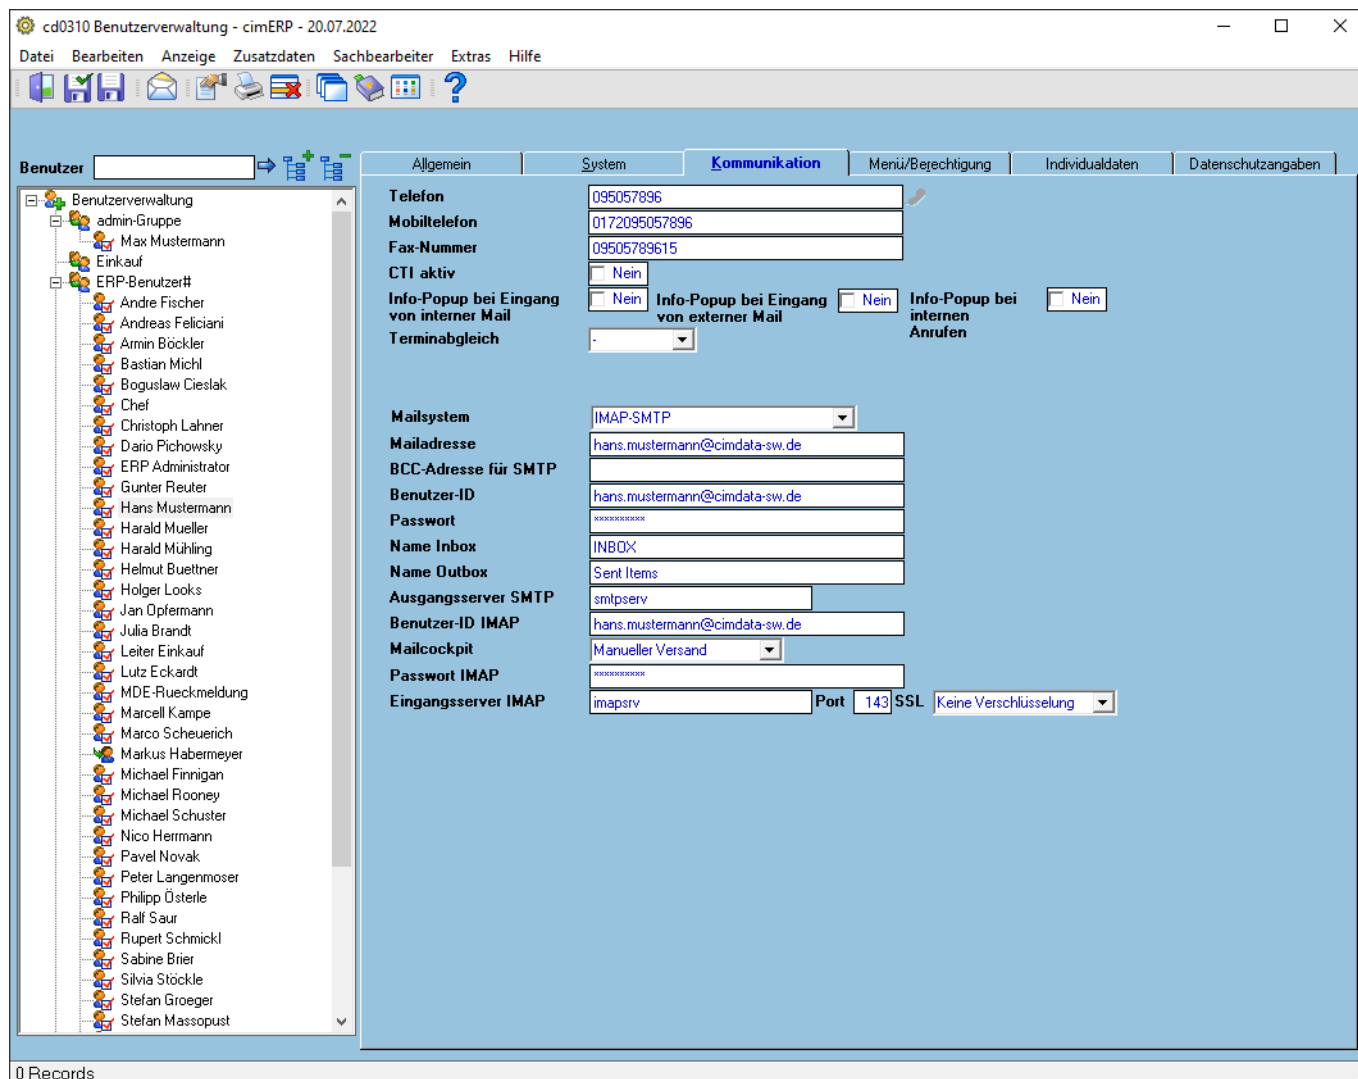 cd0310 Benutzerverwaltung - cimERP - 20.07.2022
Datei Bearbeiten Anzeige Zusatzdaten Sachbearbeiter Extras Hilfe
Benutzer
Benutzerverwaltung
admin-Gruppe
Max Mustermann
Einkauf
ERP-Benutzer#
Andre Fischer
Andreas Feliciani
Armin Böckler
Bastian Michl
Boguslaw Cieslak
Chef
Christoph Lahner
Dario Pichowsky
ERP Administrator
Gunter Reuter
Hans Mustermann
Harald Mueller
Harald Mühling
Helmut Buettner
Holger Looks
Jan Opfermann
Julia Brandt
Leiter Einkauf
Lutz Eckardt
MDE-Rueckmeldung
Marcell Kampe
Marco Scheuerich
Markus Habermeyer
Michael Finnigan
Michael Rooney
Michael Schuster
Nico Herrmann
Pavel Novak
Peter Langenmoser
Philipp Österle
Ralf Saur
Rupert Schmickl
Sabine Brier
Silvia Stöckle
Stefan Groeger
Stefan Massopust
Allgemein System Kommunikation Menü/Berechtigung Individualdaten Datenschutzangaben
Telefon 095057896
Mobiltelefon 0172095057896
Fax-Nummer 09505789615
CTI aktiv Nein
Info-Popup bei Eingang von interner Mail Nein
Info-Popup bei Eingang von externer Mail Nein
Info-Popup bei internen Anrufen Nein
Terminabgleich -
Mailsystem IMAP-SMTP
Mailadresse hans.mustermann@cimdata-sw.de
BCC-Adresse für SMTP
Benutzer-ID hans.mustermann@cimdata-sw.de
Passwort **********
Name Inbox INBOX
Name Outbox Sent Items
Ausgangsserver SMTP smtpserv
Benutzer-ID IMAP hans.mustermann@cimdata-sw.de
Mailcockpit Manueller Versand
Passwort IMAP **********
Eingangsserver IMAP imapsrv Port 143 SSL Keine Verschlüsselung
0 Records